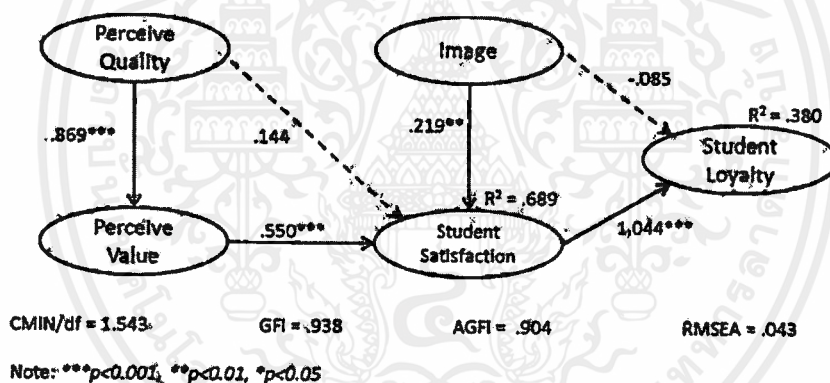 Perceive
Quality
Image
-.085
R² = .380
.869***
.144
.219**
Student
Loyalty
R² = .689
Perceive
Value
.550***
Student
Satisfaction
1,044***
CMIN/df = 1.543
GFI = .938
AGFI = .904
RMSEA = .043
Note: ***p<0.001, **p<0.01, *p<0.05